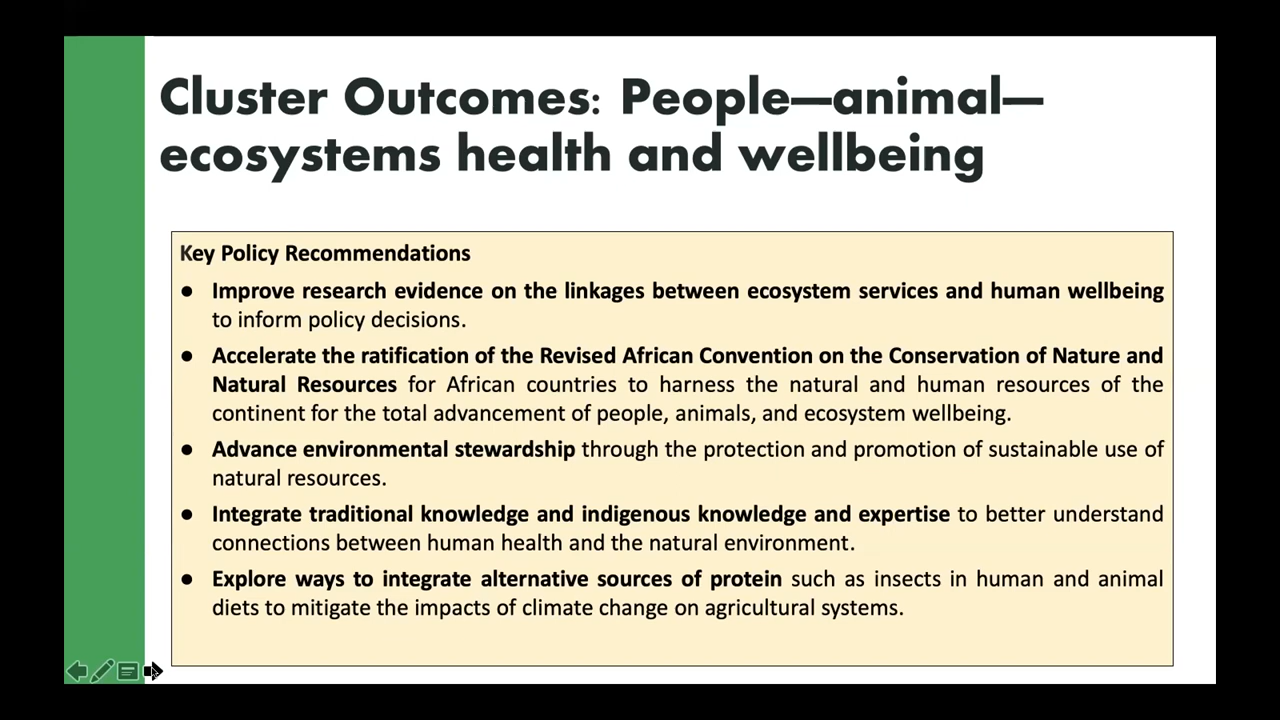 Cluster Outcomes: People—animal—
ecosystems health and wellbeing
Key Policy Recommendations
● Improve research evidence on the linkages between ecosystem services and human wellbeing
to inform policy decisions.
● Accelerate the ratification of the Revised African Convention on the Conservation of Nature and
Natural Resources for African countries to harness the natural and human resources of the
continent for the total advancement of people, animals, and ecosystem wellbeing.
● Advance environmental stewardship through the protection and promotion of sustainable use of
natural resources.
● Integrate traditional knowledge and indigenous knowledge and expertise to better understand
connections between human health and the natural environment.
● Explore ways to integrate alternative sources of protein such as insects in human and animal
diets to mitigate the impacts of climate change on agricultural systems.